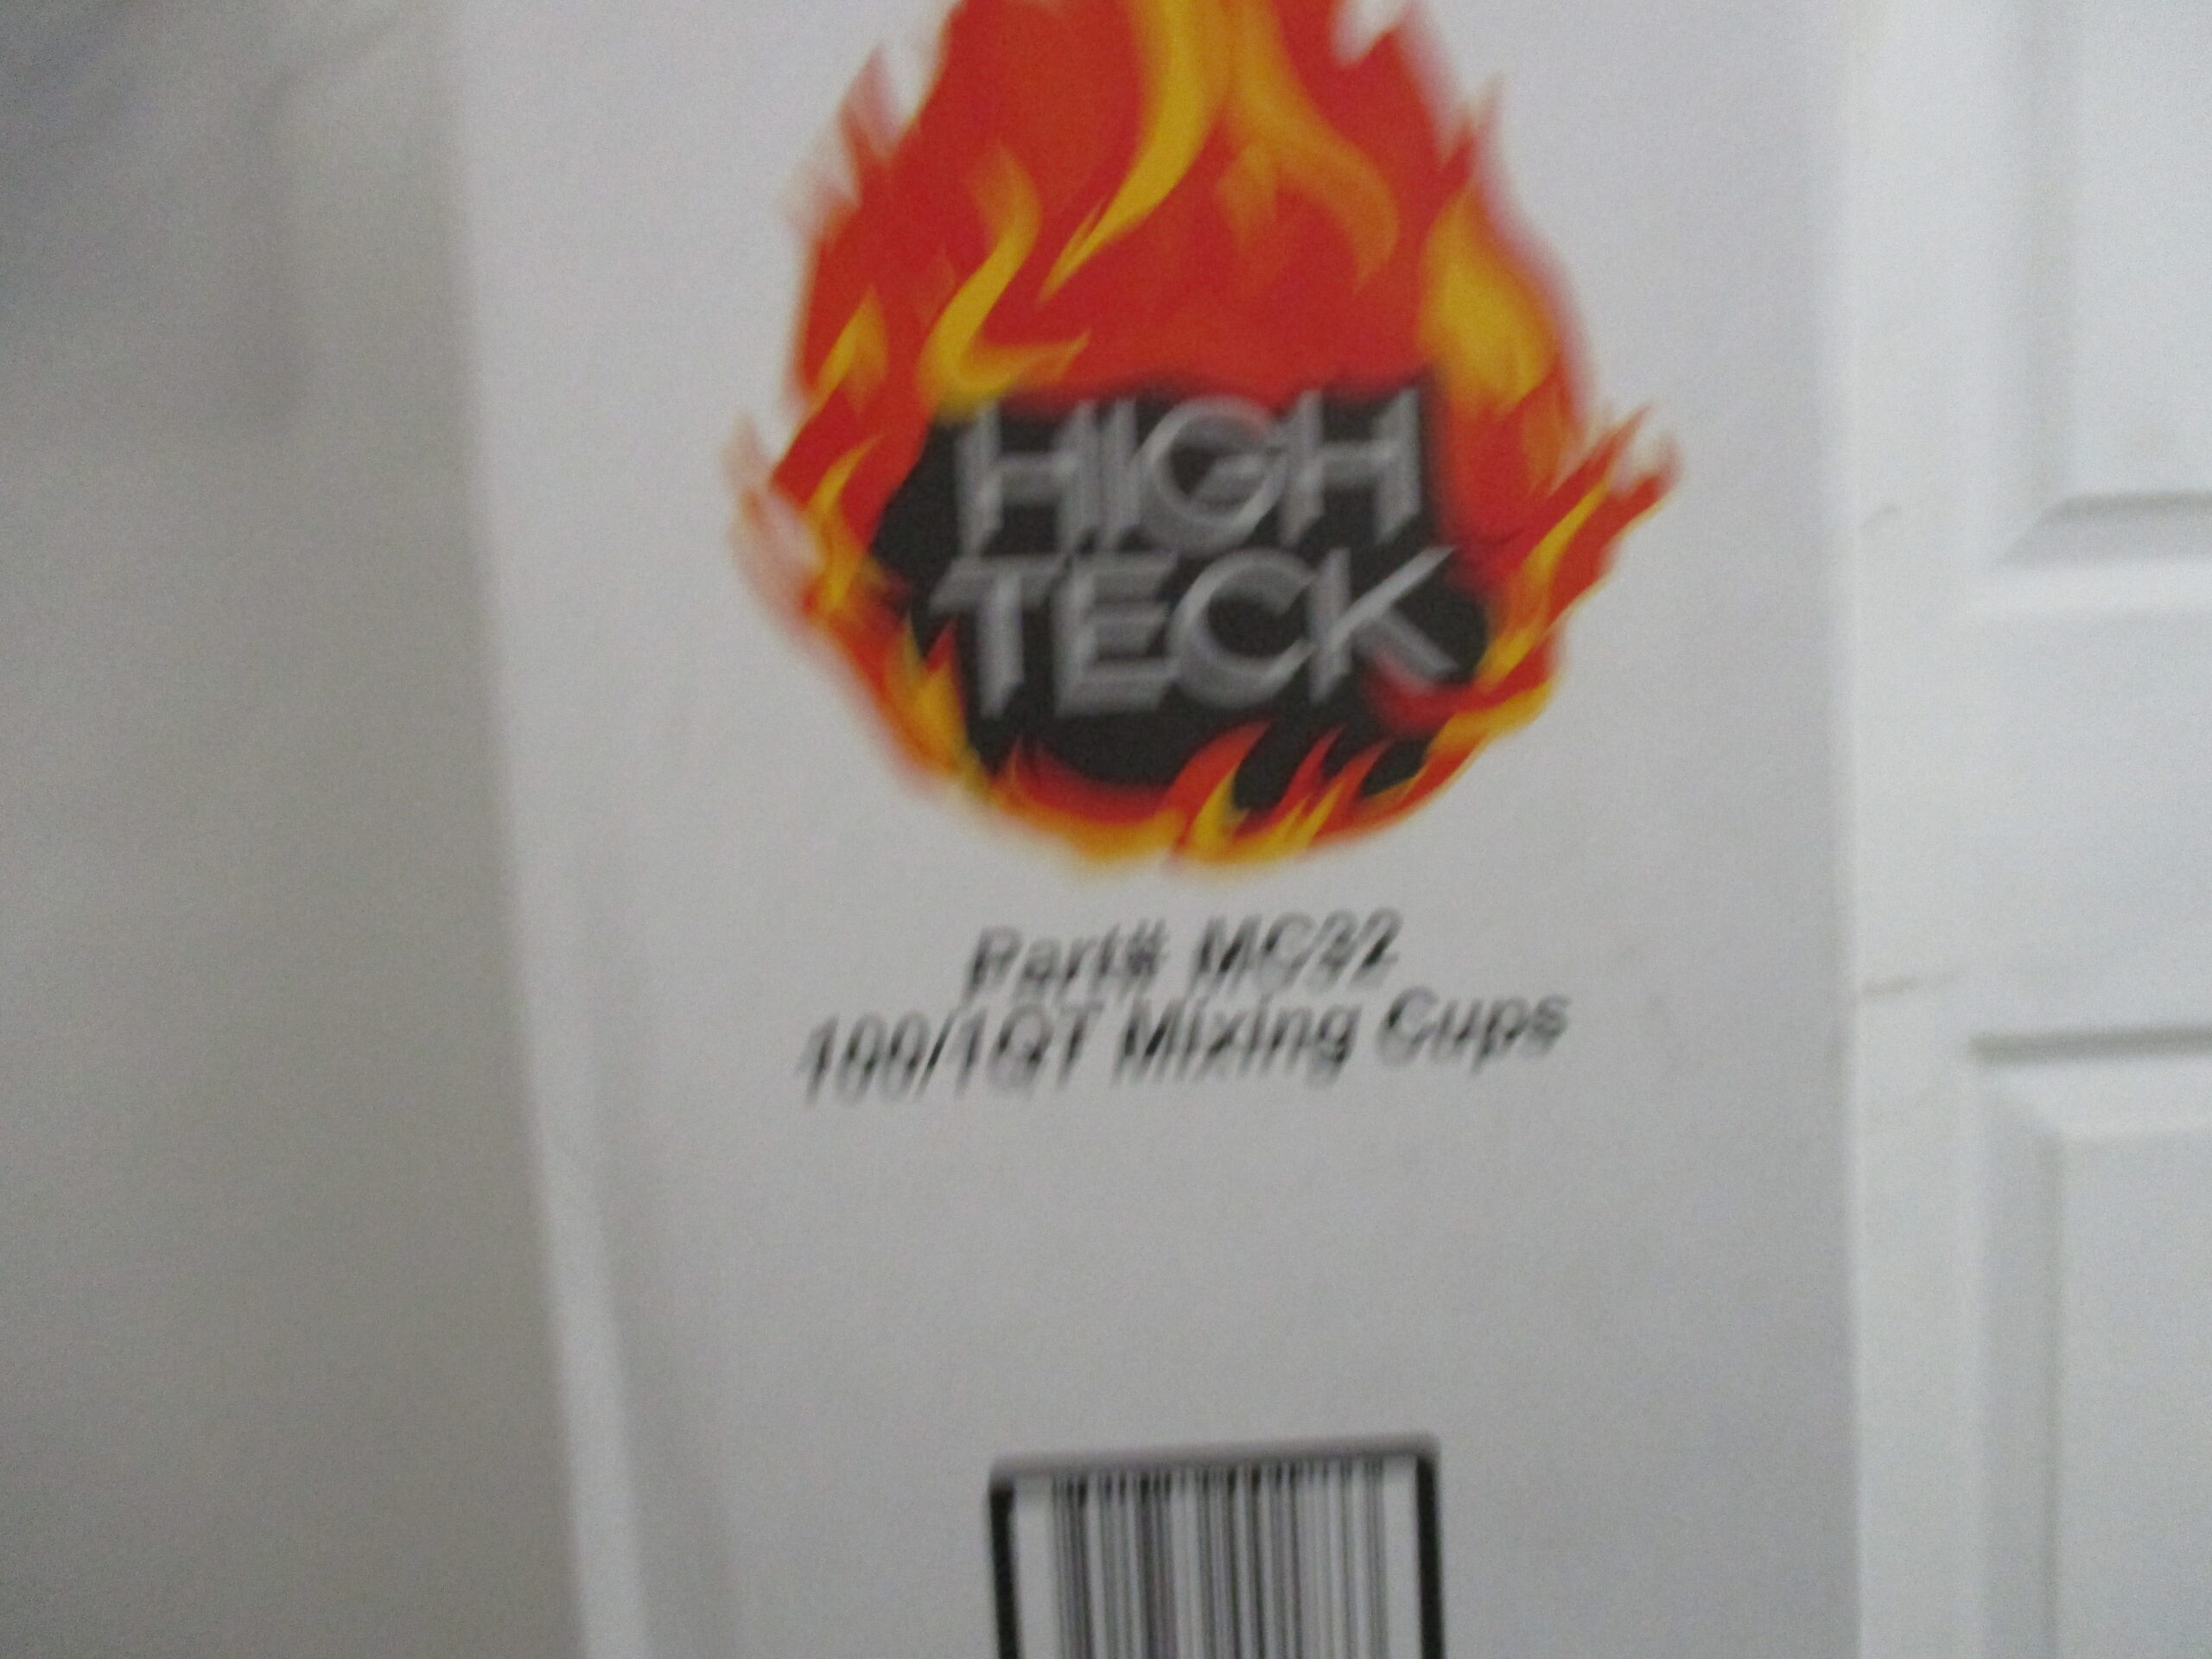 HIGH
TECK
Part# MC32
100/1QT Mixing Cups